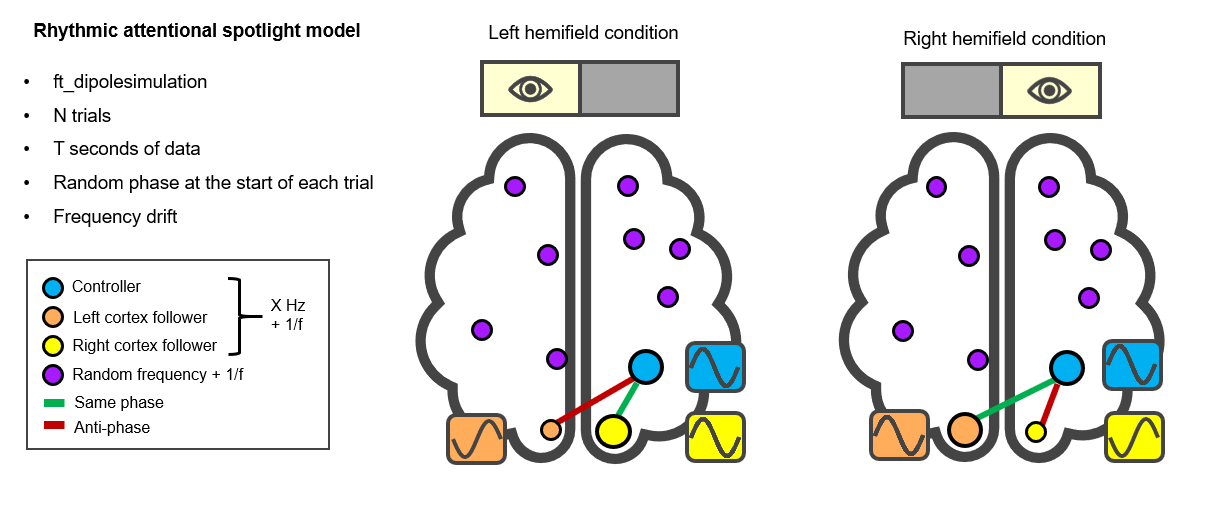 Rhythmic attentional spotlight model
• ft_dipolesimulation
• N trials
• T seconds of data
• Random phase at the start of each trial
• Frequency drift
Controller
Left cortex follower
Right cortex follower
X Hz
+ 1/f
Random frequency + 1/f
Same phase
Anti-phase
Left hemifield condition
Right hemifield condition